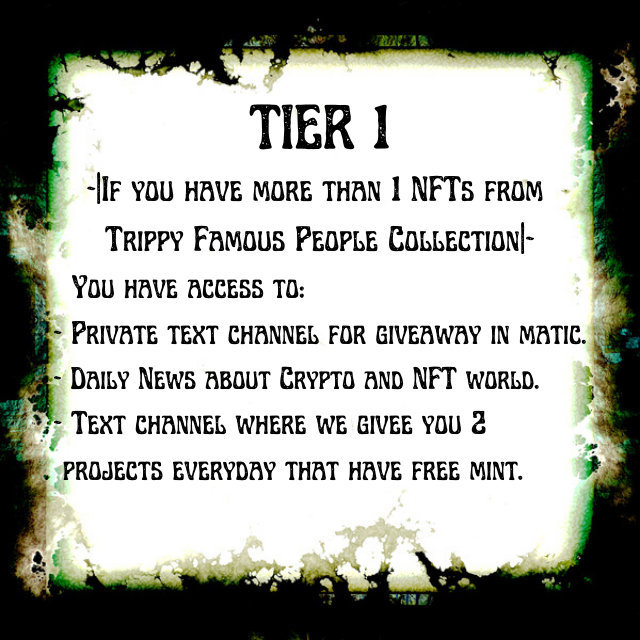 TIER 1
-|If you have more than 1 NFTs from
Trippy Famous People Collection|-
You have access to:
- Private text channel for giveaway in matic.
- Daily News about Crypto and NFT world.
- Text channel where we givee you 2
projects everyday that have free mint.